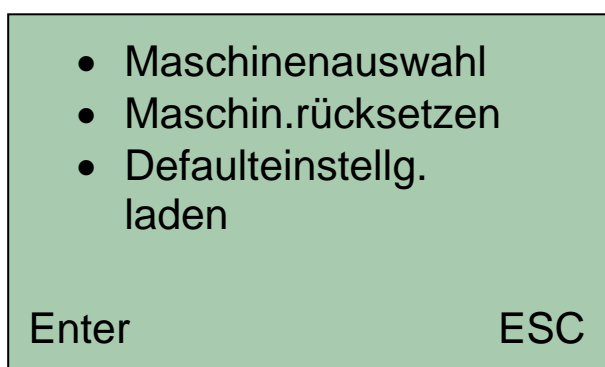 • Maschinenauswahl
• Maschin.rücksetzen
• Defaulteinstellg.
laden
Enter ESC